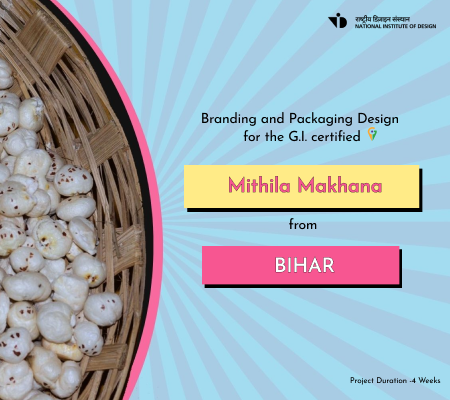 राष्ट्रीय डिज़ाइन संस्थान
NATIONAL INSTITUTE OF DESIGN
Branding and Packaging Design
for the G.I. certified
Mithila Makhana
from
BIHAR
Project Duration -4 Weeks